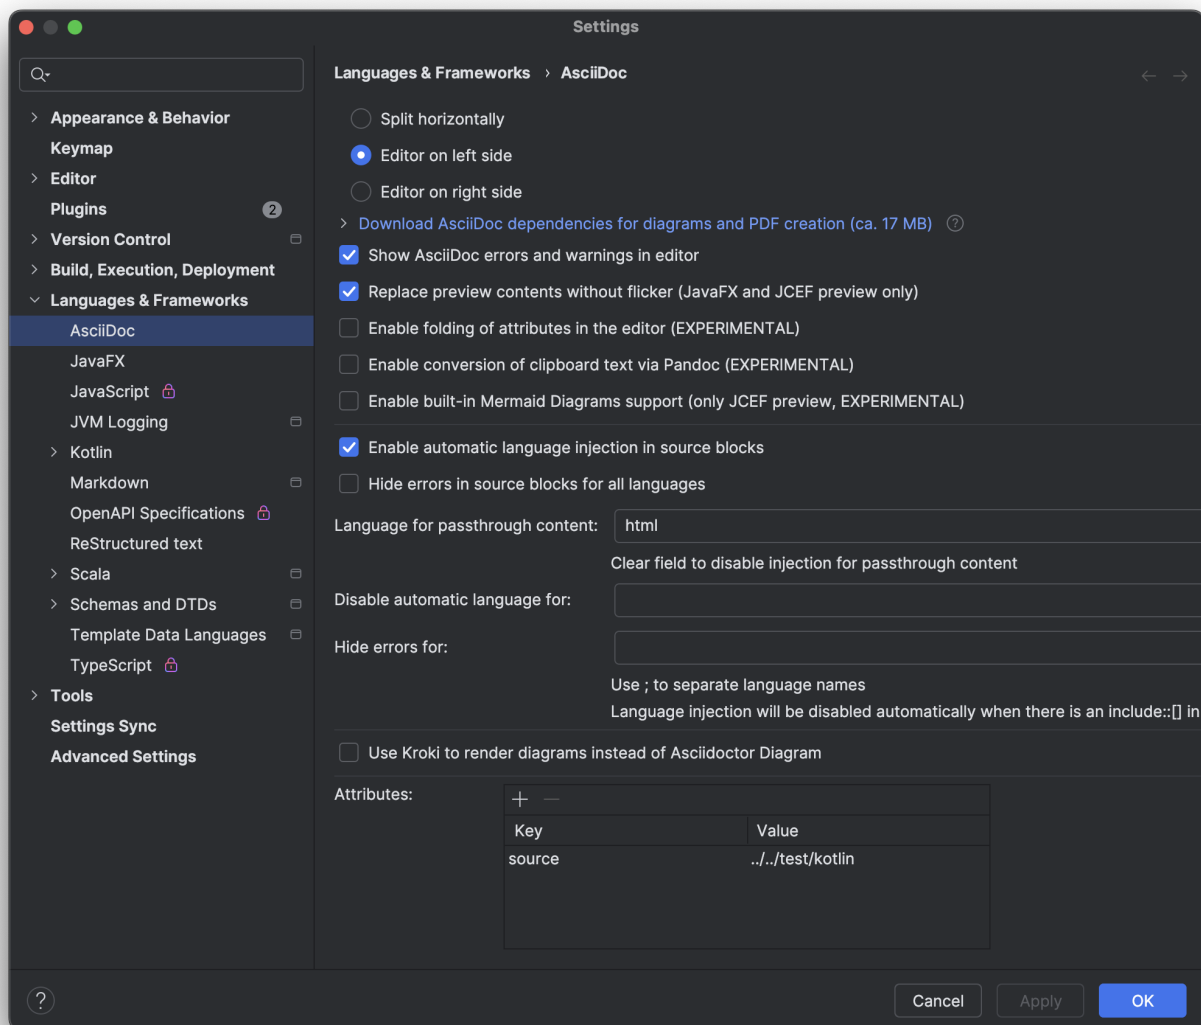 Settings
Appearance & Behavior
Keymap
Editor
Plugins 2
Version Control
Build, Execution, Deployment
Languages & Frameworks
AsciiDoc
JavaFX
JavaScript
JVM Logging
Kotlin
Markdown
OpenAPI Specifications
ReStructured text
Scala
Schemas and DTDs
Template Data Languages
TypeScript
Tools
Settings Sync
Advanced Settings
Languages & Frameworks › AsciiDoc
Split horizontally
Editor on left side
Editor on right side
Download AsciiDoc dependencies for diagrams and PDF creation (ca. 17 MB) ?
Show AsciiDoc errors and warnings in editor
Replace preview contents without flicker (JavaFX and JCEF preview only)
Enable folding of attributes in the editor (EXPERIMENTAL)
Enable conversion of clipboard text via Pandoc (EXPERIMENTAL)
Enable built-in Mermaid Diagrams support (only JCEF preview, EXPERIMENTAL)
Enable automatic language injection in source blocks
Hide errors in source blocks for all languages
Language for passthrough content: html
Clear field to disable injection for passthrough content
Disable automatic language for:
Hide errors for:
Use ; to separate language names
Language injection will be disabled automatically when there is an include::[] in
Use Kroki to render diagrams instead of Asciidoctor Diagram
Attributes:
Key Value
source ../../test/kotlin
? Cancel Apply OK